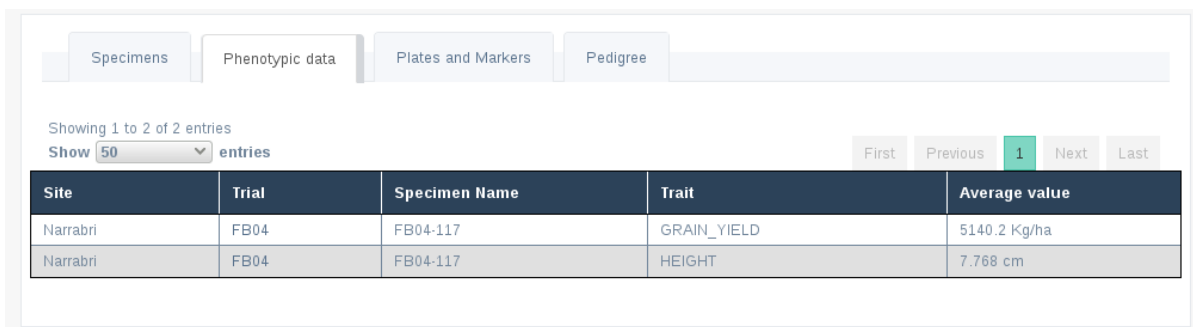 Specimens Phenotypic data Plates and Markers Pedigree
Showing 1 to 2 of 2 entries
Show 50 entries
First Previous 1 Next Last
Site Trial Specimen Name Trait Average value
Narrabri FB04 FB04-117 GRAIN_YIELD 5140.2 Kg/ha
Narrabri FB04 FB04-117 HEIGHT 7.768 cm